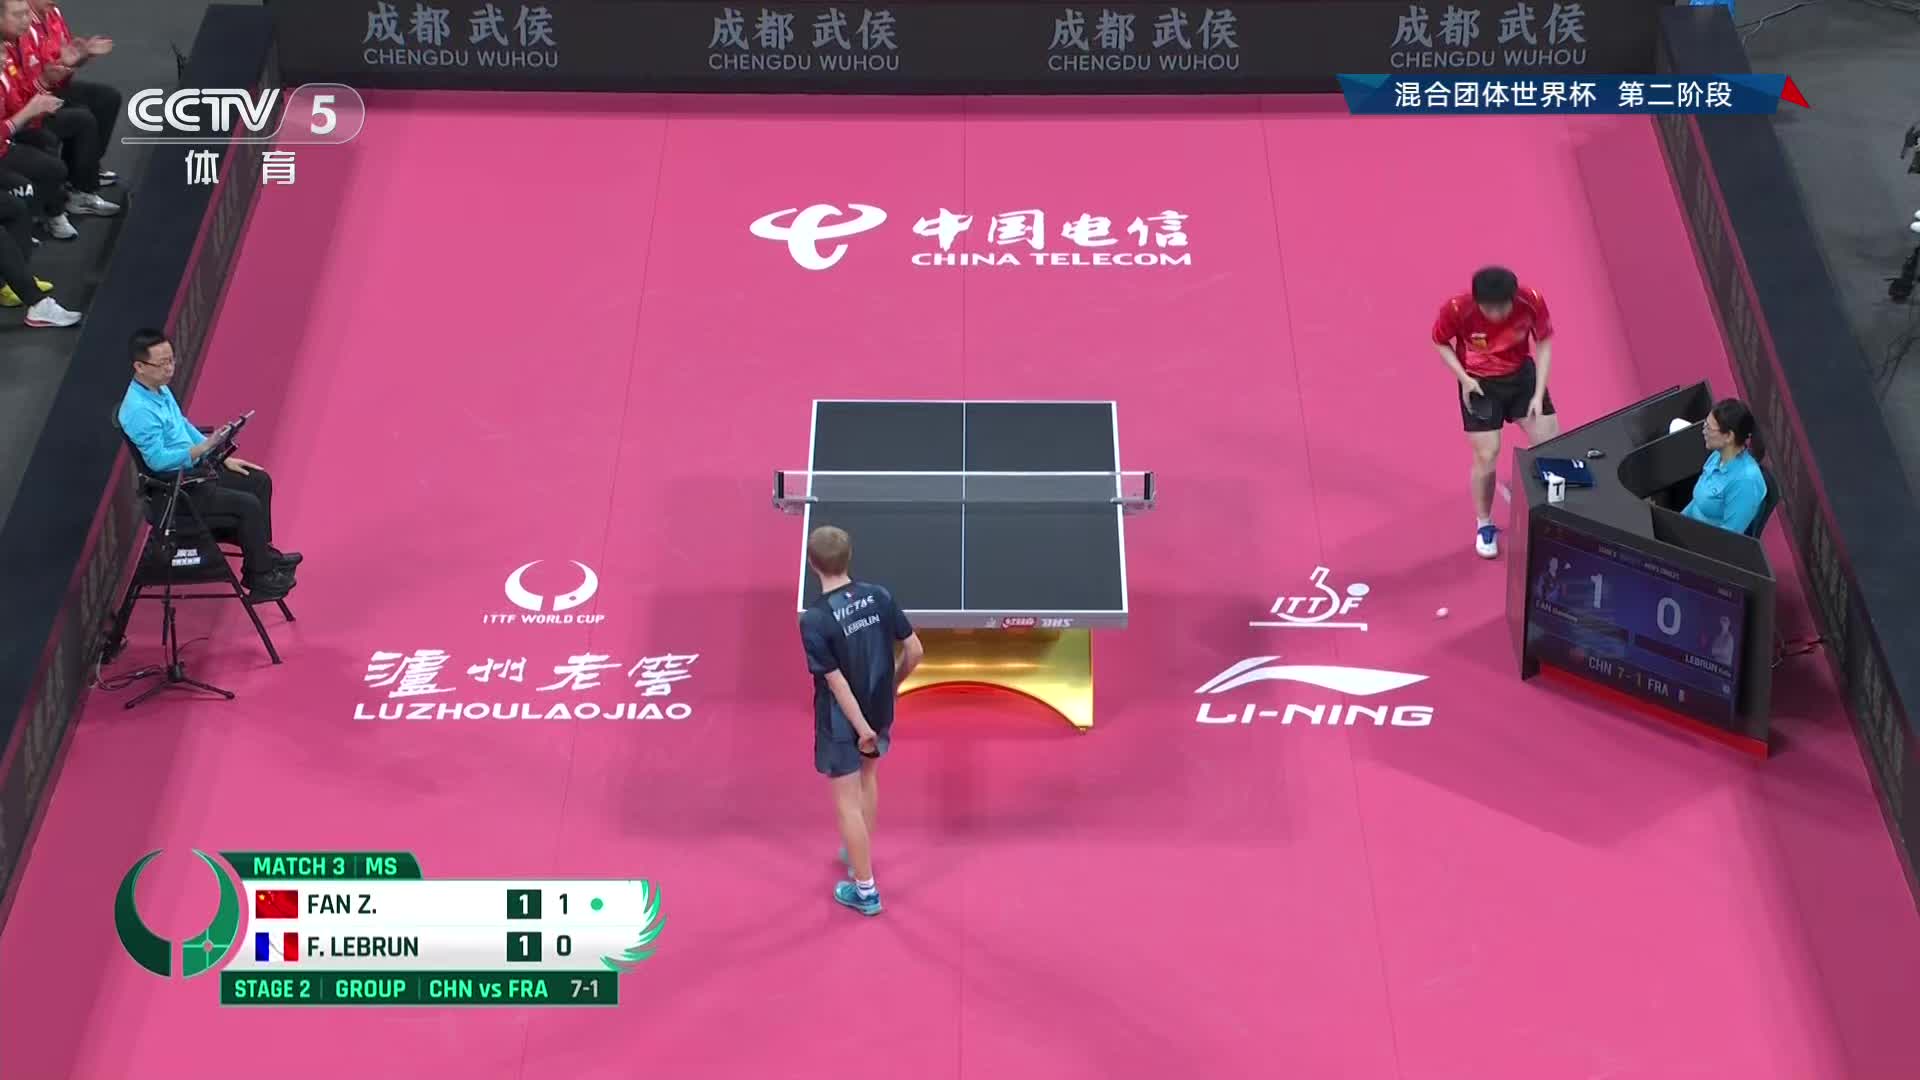 成都 武侯
CHENGDU WUHOU
成都 武侯
CHENGDU WUHOU
成都 武侯
CHENGDU WUHOU
成都 武侯
CHENGDU WUHOU
CCTV 5
体 育
混合团体世界杯 第二阶段
中国电信
CHINA TELECOM
ITTF WORLD CUP
泸州老窖
LUZHOULAOJIAO
ITTF
LI-NING
VICTAS
LEBRUN
DHS
1 0
FAN
LEBRUN
CHN 7-1 FRA
MATCH 3 MS
FAN Z. 1 1
F. LEBRUN 1 0
STAGE 2 GROUP CHN vs FRA 7-1